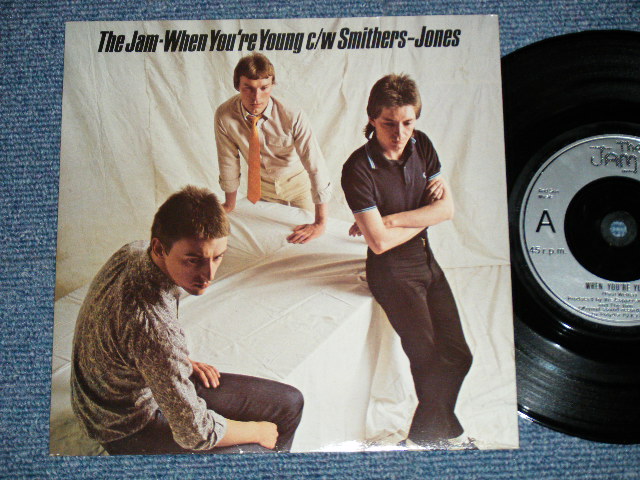 The Jam-When You're Young c/w Smithers-Jones
THE
JAM
A
45 r.p.m
WHEN YOU'RE YO